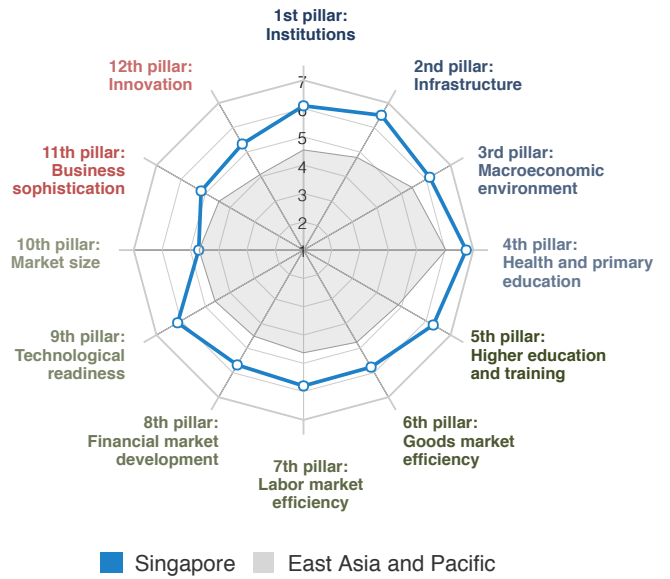 1st pillar:
Institutions
2nd pillar:
Infrastructure
3rd pillar:
Macroeconomic
environment
4th pillar:
Health and primary
education
5th pillar:
Higher education
and training
6th pillar:
Goods market
efficiency
7th pillar:
Labor market
efficiency
8th pillar:
Financial market
development
9th pillar:
Technological
readiness
10th pillar:
Market size
11th pillar:
Business
sophistication
12th pillar:
Innovation
7
6
5
4
3
2
1
Singapore
East Asia and Pacific